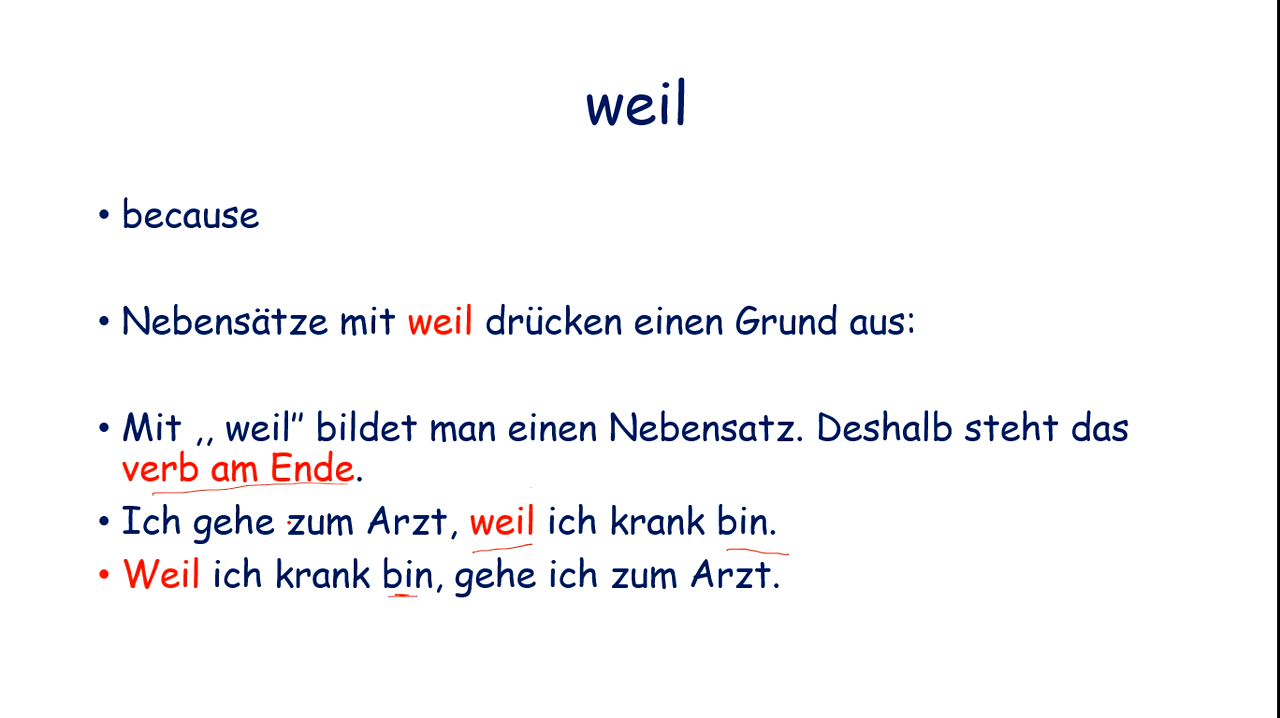 weil
• because
• Nebensätze mit weil drücken einen Grund aus:
• Mit ,, weil” bildet man einen Nebensatz. Deshalb steht das
verb am Ende.
• Ich gehe zum Arzt, weil ich krank bin.
• Weil ich krank bin, gehe ich zum Arzt.